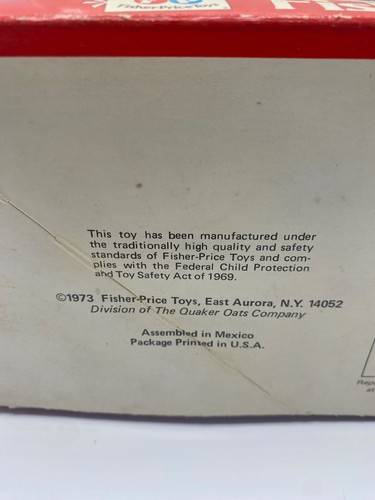 Fisher-Price Toys
This toy has been manufactured under
the traditionally high quality and safety
standards of Fisher-Price Toys and com-
plies with the Federal Child Protection
and Toy Safety Act of 1969.
©1973 Fisher-Price Toys, East Aurora, N.Y. 14052
Division of The Quaker Oats Company
Assembled in Mexico
Package Printed in U.S.A.